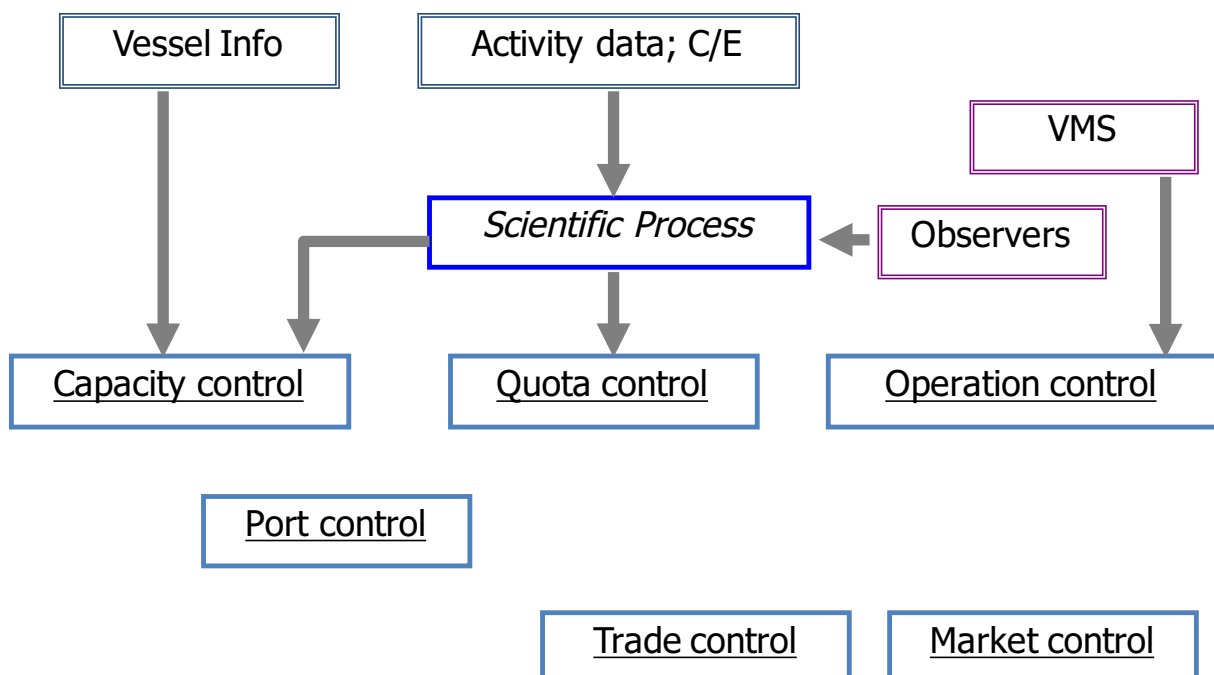 Vessel Info
Activity data; C/E
VMS
Scientific Process
Observers
Capacity control
Quota control
Operation control
Port control
Trade control
Market control